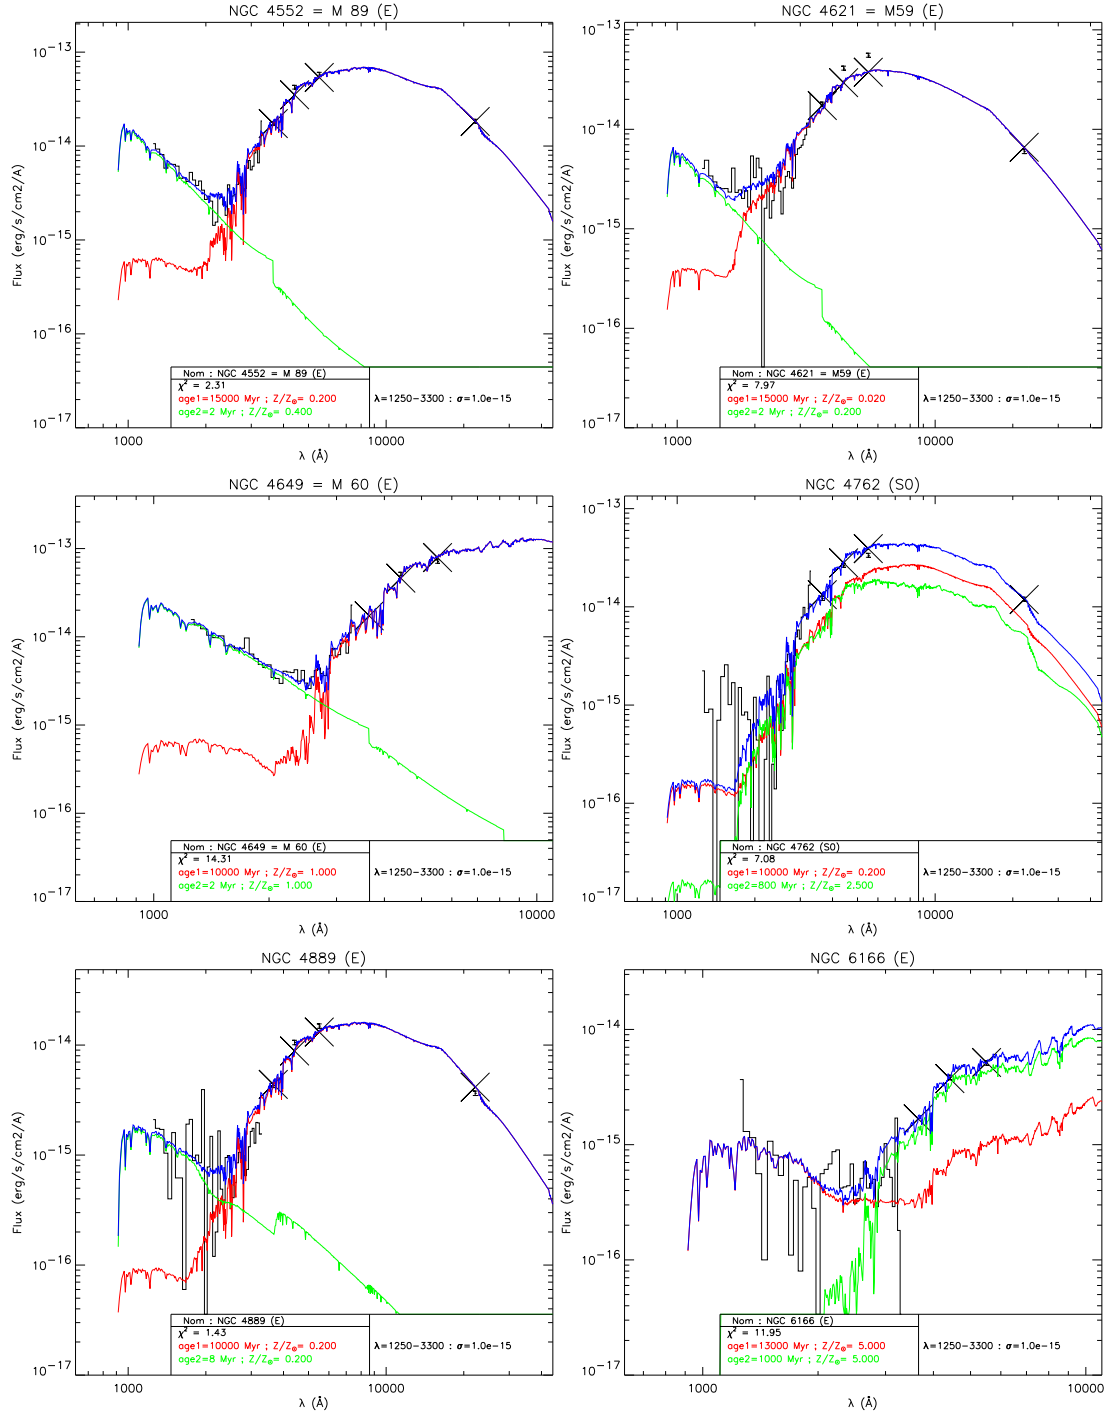 NGC 4552 = M 89 (E)
Flux (erg/s/cm2/A)
10⁻¹³
10⁻¹⁴
10⁻¹⁵
10⁻¹⁶
10⁻¹⁷
Nom : NGC 4552 = M 89 (E)
χ² = 2.31
age1=15000 Myr ; Z/Z⊙= 0.200
age2=2 Myr ; Z/Z⊙= 0.400
λ=1250-3300 : σ=1.0e-15
1000 10000
λ (Å)
NGC 4621 = M59 (E)
Flux (erg/s/cm2/A)
10⁻¹³
10⁻¹⁴
10⁻¹⁵
10⁻¹⁶
10⁻¹⁷
Nom : NGC 4621 = M59 (E)
χ² = 7.97
age1=15000 Myr ; Z/Z⊙= 0.020
age2=2 Myr ; Z/Z⊙= 0.200
λ=1250-3300 : σ=1.0e-15
1000 10000
λ (Å)
NGC 4649 = M 60 (E)
Flux (erg/s/cm2/A)
10⁻¹³
10⁻¹⁴
10⁻¹⁵
10⁻¹⁶
10⁻¹⁷
Nom : NGC 4649 = M 60 (E)
χ² = 14.31
age1=10000 Myr ; Z/Z⊙= 1.000
age2=2 Myr ; Z/Z⊙= 1.000
λ=1250-3300 : σ=1.0e-15
1000 10000
λ (Å)
NGC 4762 (S0)
Flux (erg/s/cm2/A)
10⁻¹³
10⁻¹⁴
10⁻¹⁵
10⁻¹⁶
10⁻¹⁷
Nom : NGC 4762 (S0)
χ² = 7.08
age1=10000 Myr ; Z/Z⊙= 0.200
age2=800 Myr ; Z/Z⊙= 2.500
λ=1250-3300 : σ=1.0e-15
1000 10000
λ (Å)
NGC 4889 (E)
Flux (erg/s/cm2/A)
10⁻¹⁴
10⁻¹⁵
10⁻¹⁶
10⁻¹⁷
Nom : NGC 4889 (E)
χ² = 1.43
age1=10000 Myr ; Z/Z⊙= 0.200
age2=8 Myr ; Z/Z⊙= 0.200
λ=1250-3300 : σ=1.0e-15
1000 10000
λ (Å)
NGC 6166 (E)
Flux (erg/s/cm2/A)
10⁻¹⁴
10⁻¹⁵
10⁻¹⁶
10⁻¹⁷
Nom : NGC 6166 (E)
χ² = 11.95
age1=13000 Myr ; Z/Z⊙= 5.000
age2=1000 Myr ; Z/Z⊙= 5.000
λ=1250-3300 : σ=1.0e-15
1000 10000
λ (Å)